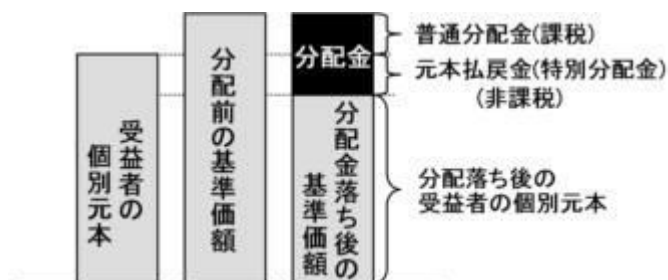 受益者の
個別元本
分配前の基準価額
分配金
分配金落ち後の
基準価額
普通分配金(課税)
元本払戻金(特別分配金)
(非課税)
分配落ち後の
受益者の個別元本